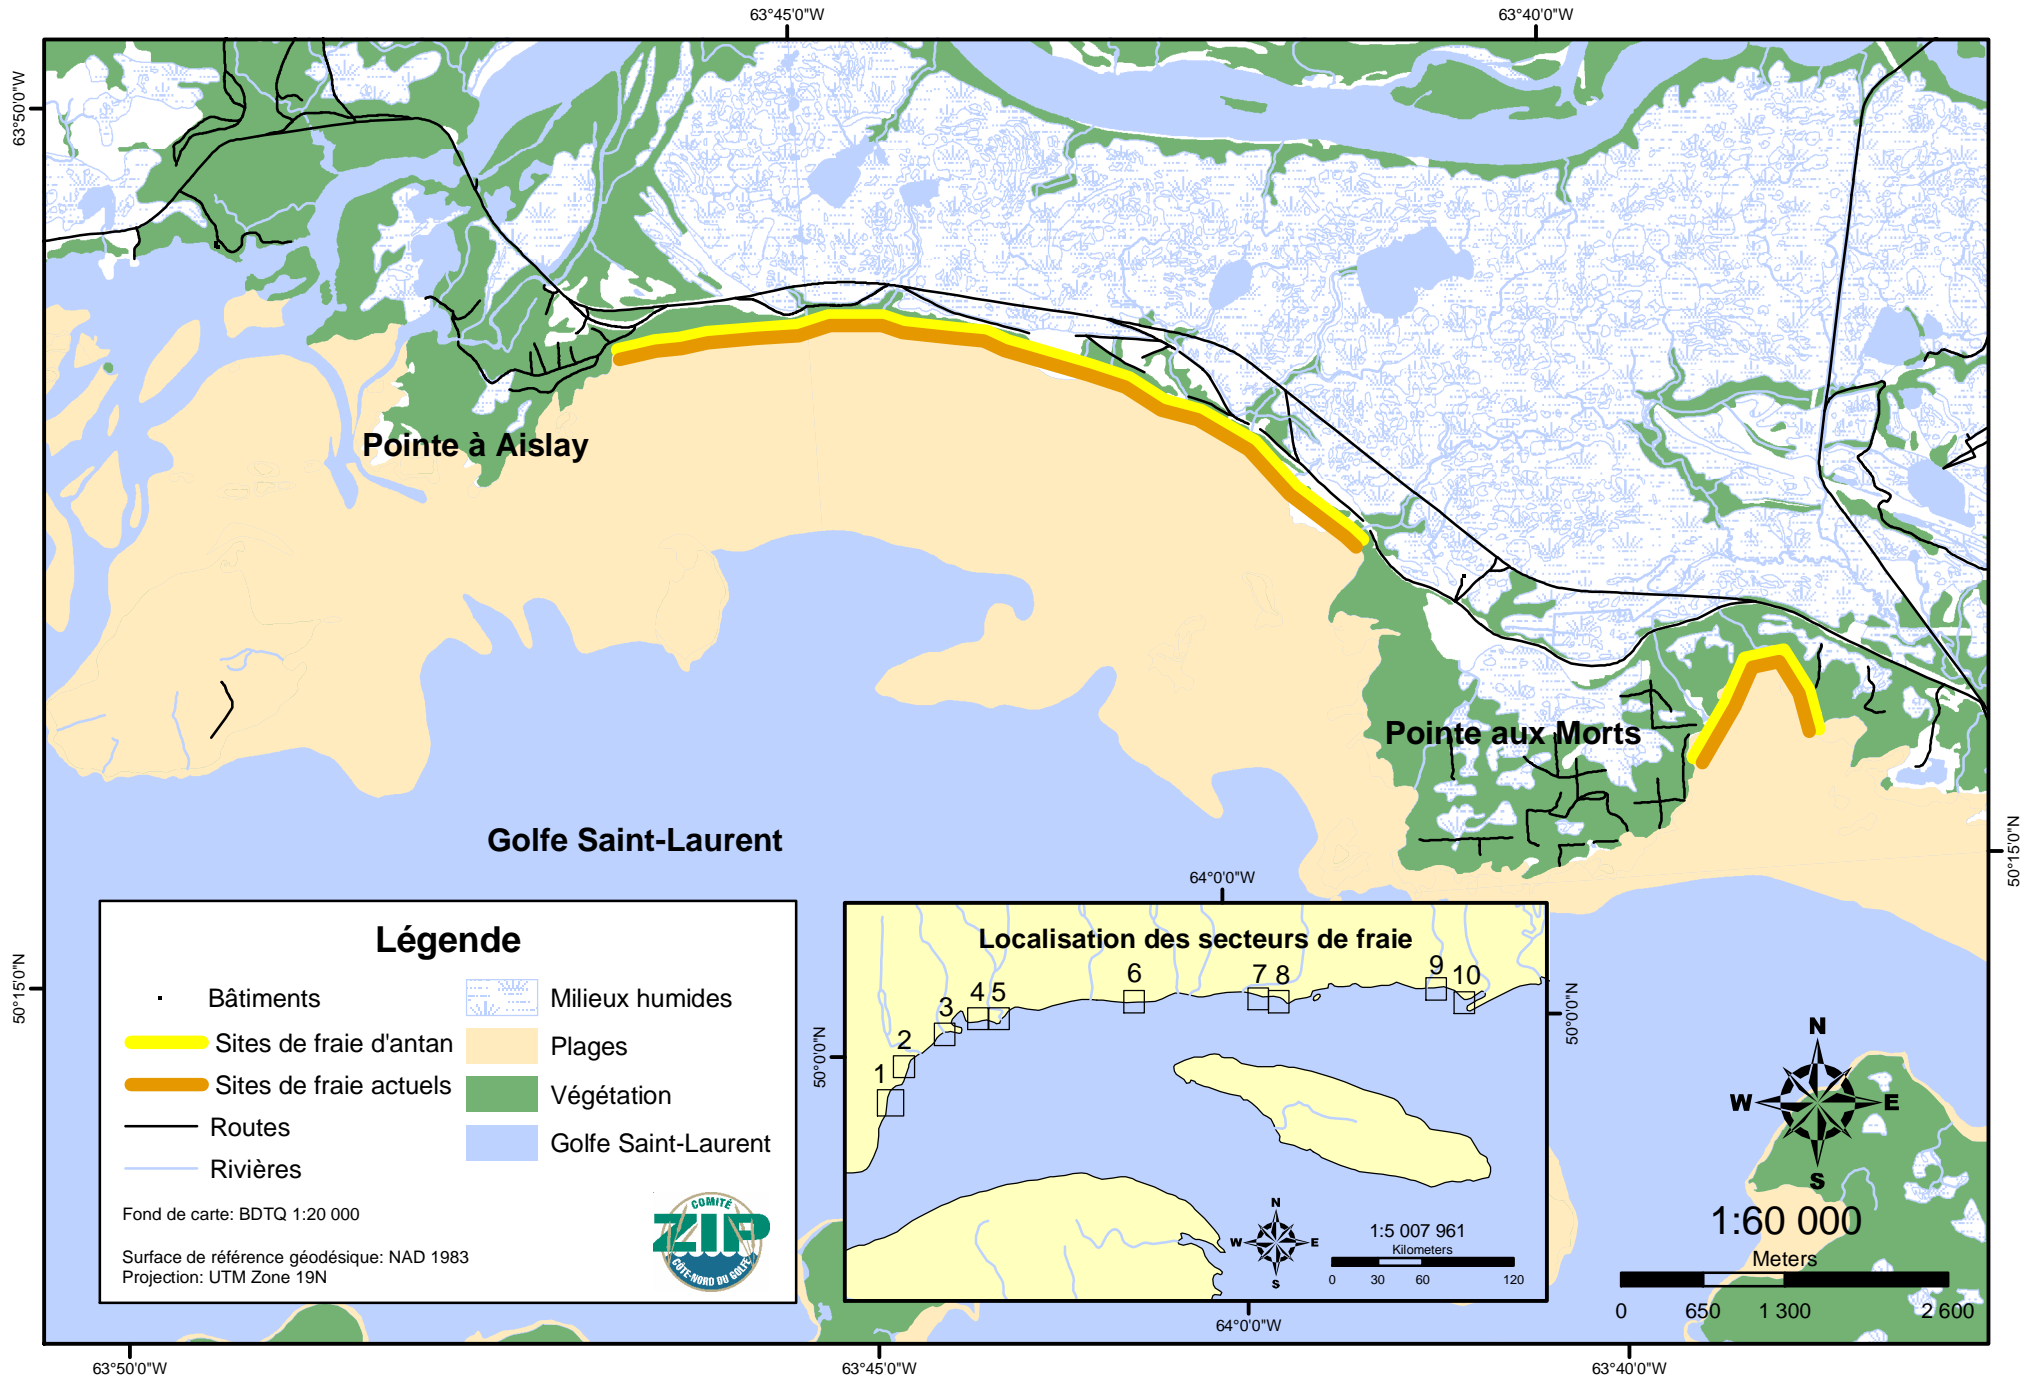 63°45'0"W
63°40'0"W
63°50'0"W
Pointe à Aislay
Pointe aux Morts
Golfe Saint-Laurent
50°15'0"N
50°15'0"N
Légende
Bâtiments
Sites de fraie d'antan
Sites de fraie actuels
Routes
Rivières
Milieux humides
Plages
Végétation
Golfe Saint-Laurent
Fond de carte: BDTQ 1:20 000
Surface de référence géodésique: NAD 1983
Projection: UTM Zone 19N
COMITÉ
ZIP
CÔTE-NORD DU GOLFE
64°0'0"W
Localisation des secteurs de fraie
1
2
3
4
5
6
7
8
9
10
50°0'0"N
50°0'0"N
N
W
E
S
1:5 007 961
Kilometers
0 30 60 120
64°0'0"W
N
W
E
S
1:60 000
Meters
0 650 1 300 2 600
63°50'0"W
63°45'0"W
63°40'0"W